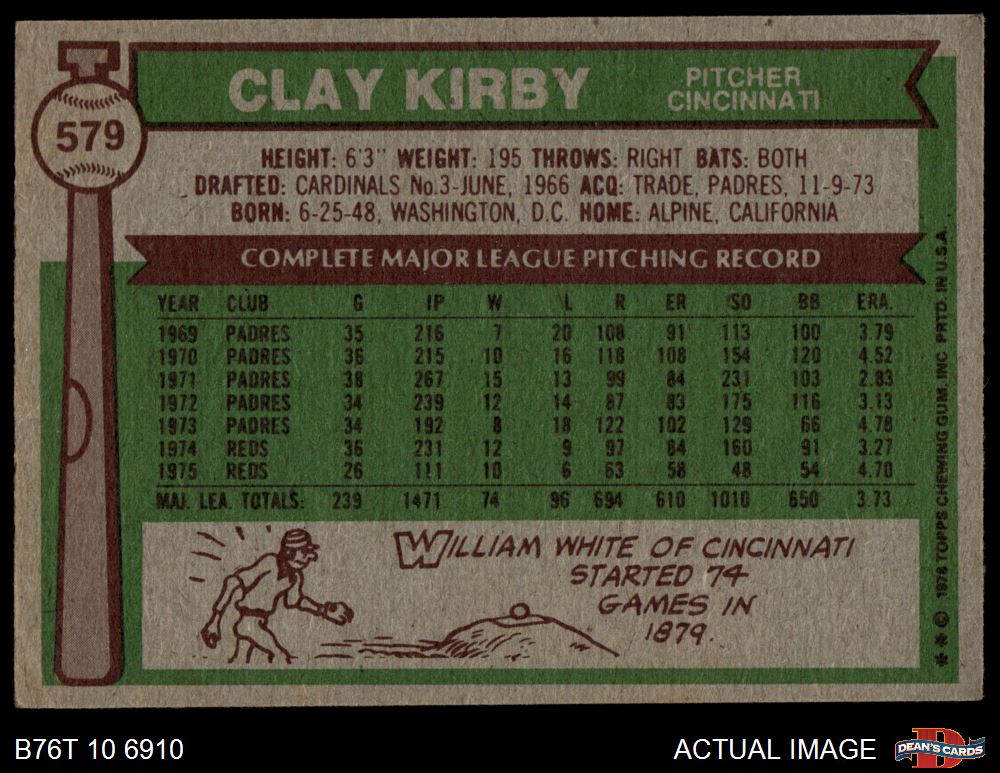 579
CLAY KIRBY
PITCHER
CINCINNATI
HEIGHT: 6'3" WEIGHT: 195 THROWS: RIGHT BATS: BOTH
DRAFTED: CARDINALS No.3-JUNE, 1966 ACQ: TRADE, PADRES, 11-9-73
BORN: 6-25-48, WASHINGTON, D.C. HOME: ALPINE, CALIFORNIA
COMPLETE MAJOR LEAGUE PITCHING RECORD
YEAR CLUB G IP W L R ER SO BB ERA.
1969 PADRES 35 216 7 20 108 91 113 100 3.79
1970 PADRES 36 215 10 16 118 108 154 120 4.52
1971 PADRES 38 267 15 13 99 84 231 103 2.83
1972 PADRES 34 239 12 14 87 83 175 116 3.13
1973 PADRES 34 192 8 18 122 102 129 66 4.78
1974 REDS 36 231 12 9 97 84 160 91 3.27
1975 REDS 26 111 10 6 63 58 48 54 4.70
MAJ. LEA. TOTALS: 239 1471 74 96 694 610 1010 650 3.73
WILLIAM WHITE OF CINCINNATI
STARTED 74
GAMES IN
1879.
* * © 1976 TOPPS CHEWING GUM, INC PRTD. IN U.S.A.
B76T 10 6910
ACTUAL IMAGE
D
DEAN'S CARDS